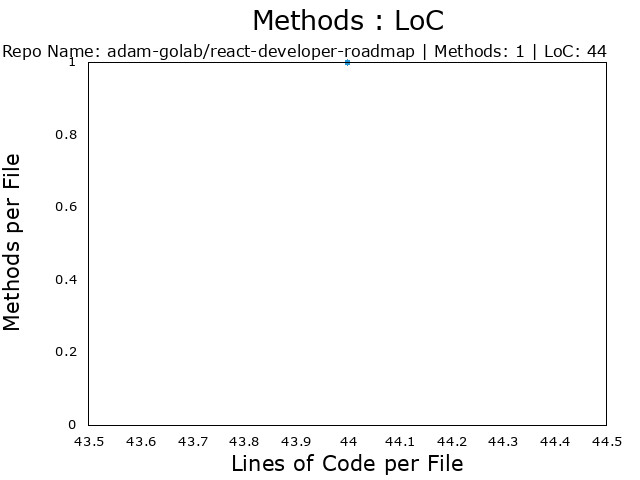 Methods : LoC
Repo Name: adam-golab/react-developer-roadmap | Methods: 1 | LoC: 44
1
0.8
0.6
0.4
0.2
0
Methods per File
43.5 43.6 43.7 43.8 43.9 44 44.1 44.2 44.3 44.4 44.5
Lines of Code per File